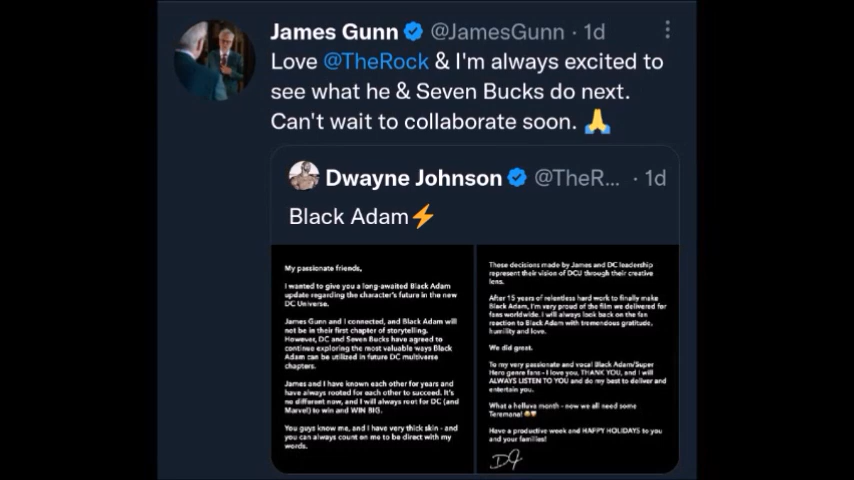 James Gunn @JamesGunn · 1d
Love @TheRock & I'm always excited to
see what he & Seven Bucks do next.
Can't wait to collaborate soon. 🙏
Dwayne Johnson @TheR... · 1d
Black Adam⚡
My passionate friends,
I wanted to give you a long-awaited Black Adam
update regarding the character's future in the new
DC Universe.
James Gunn and I connected, and Black Adam will
not be in their first chapter of storytelling.
However, DC and Seven Bucks have agreed to
continue exploring the most valuable ways Black
Adam can be utilized in future DC multiverse
chapters.
James and I have known each other for years and
have always rooted for each other to succeed. It's
no different now, and I will always root for DC (and
Marvel) to win and WIN BIG.
You guys know me, and I have very thick skin - and
you can always count on me to be direct with my
words.
These decisions made by James and DC leadership
represent their vision of DCU through their creative
lens.
After 15 years of relentless hard work to finally make
Black Adam, I'm very proud of the film we delivered for
fans worldwide. I will always look back on the fan
reaction to Black Adam with tremendous gratitude,
humility and love.
We did great.
To my very passionate and vocal Black Adam/Super
Hero genre fans - I love you, THANK YOU, and I will
ALWAYS LISTEN TO YOU and do my best to deliver and
entertain you.
What a helluva month - now we all need some
Teremana!
Have a productive week and HAPPY HOLIDAYS to you
and your families!
DJ